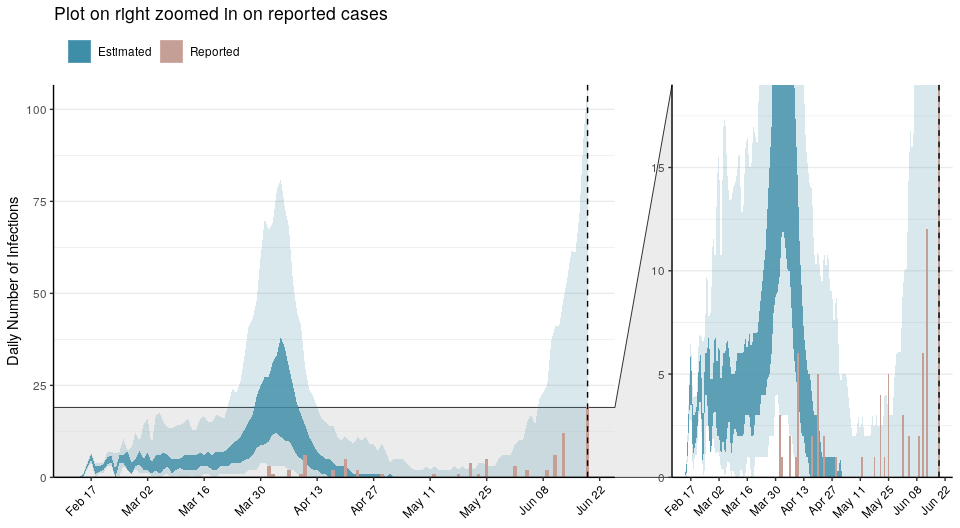 Plot on right zoomed in on reported cases
Estimated Reported
Daily Number of Infections
100
75
50
25
0
Feb 17 Mar 02 Mar 16 Mar 30 Apr 13 Apr 27 May 11 May 25 Jun 08 Jun 22
15
10
5
0
Feb 17 Mar 02 Mar 16 Mar 30 Apr 13 Apr 27 May 11 May 25 Jun 08 Jun 22